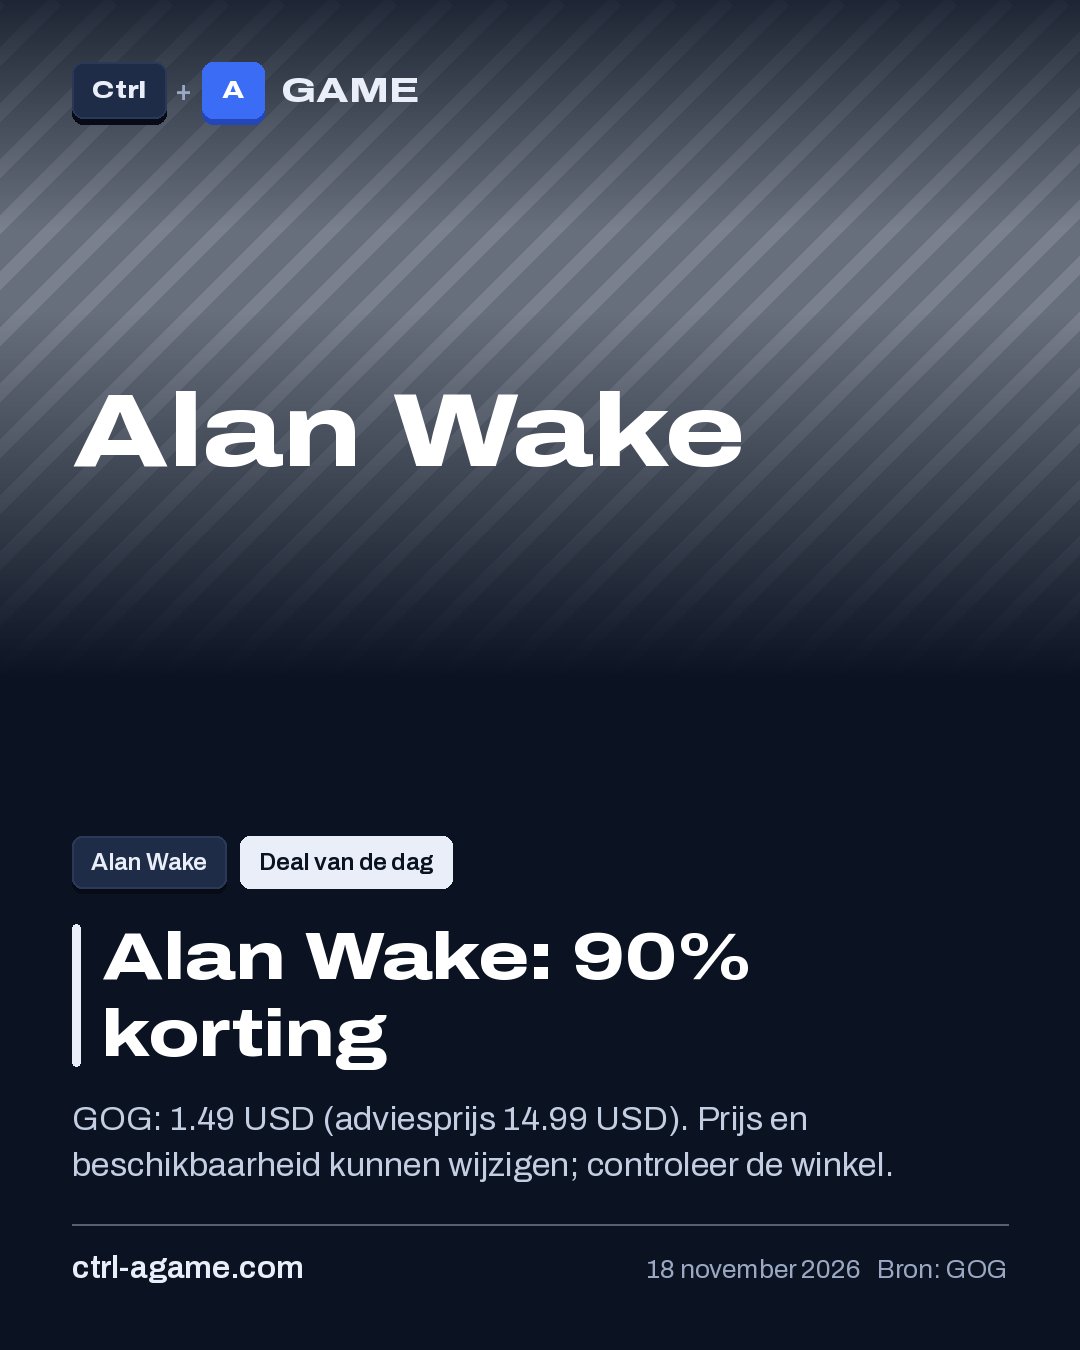 Ctrl + A GAME
Alan Wake
Alan Wake Deal van de dag
Alan Wake: 90%
korting
GOG: 1.49 USD (adviesprijs 14.99 USD). Prijs en
beschikbaarheid kunnen wijzigen; controleer de winkel.
ctrl-agame.com 18 november 2026 Bron: GOG